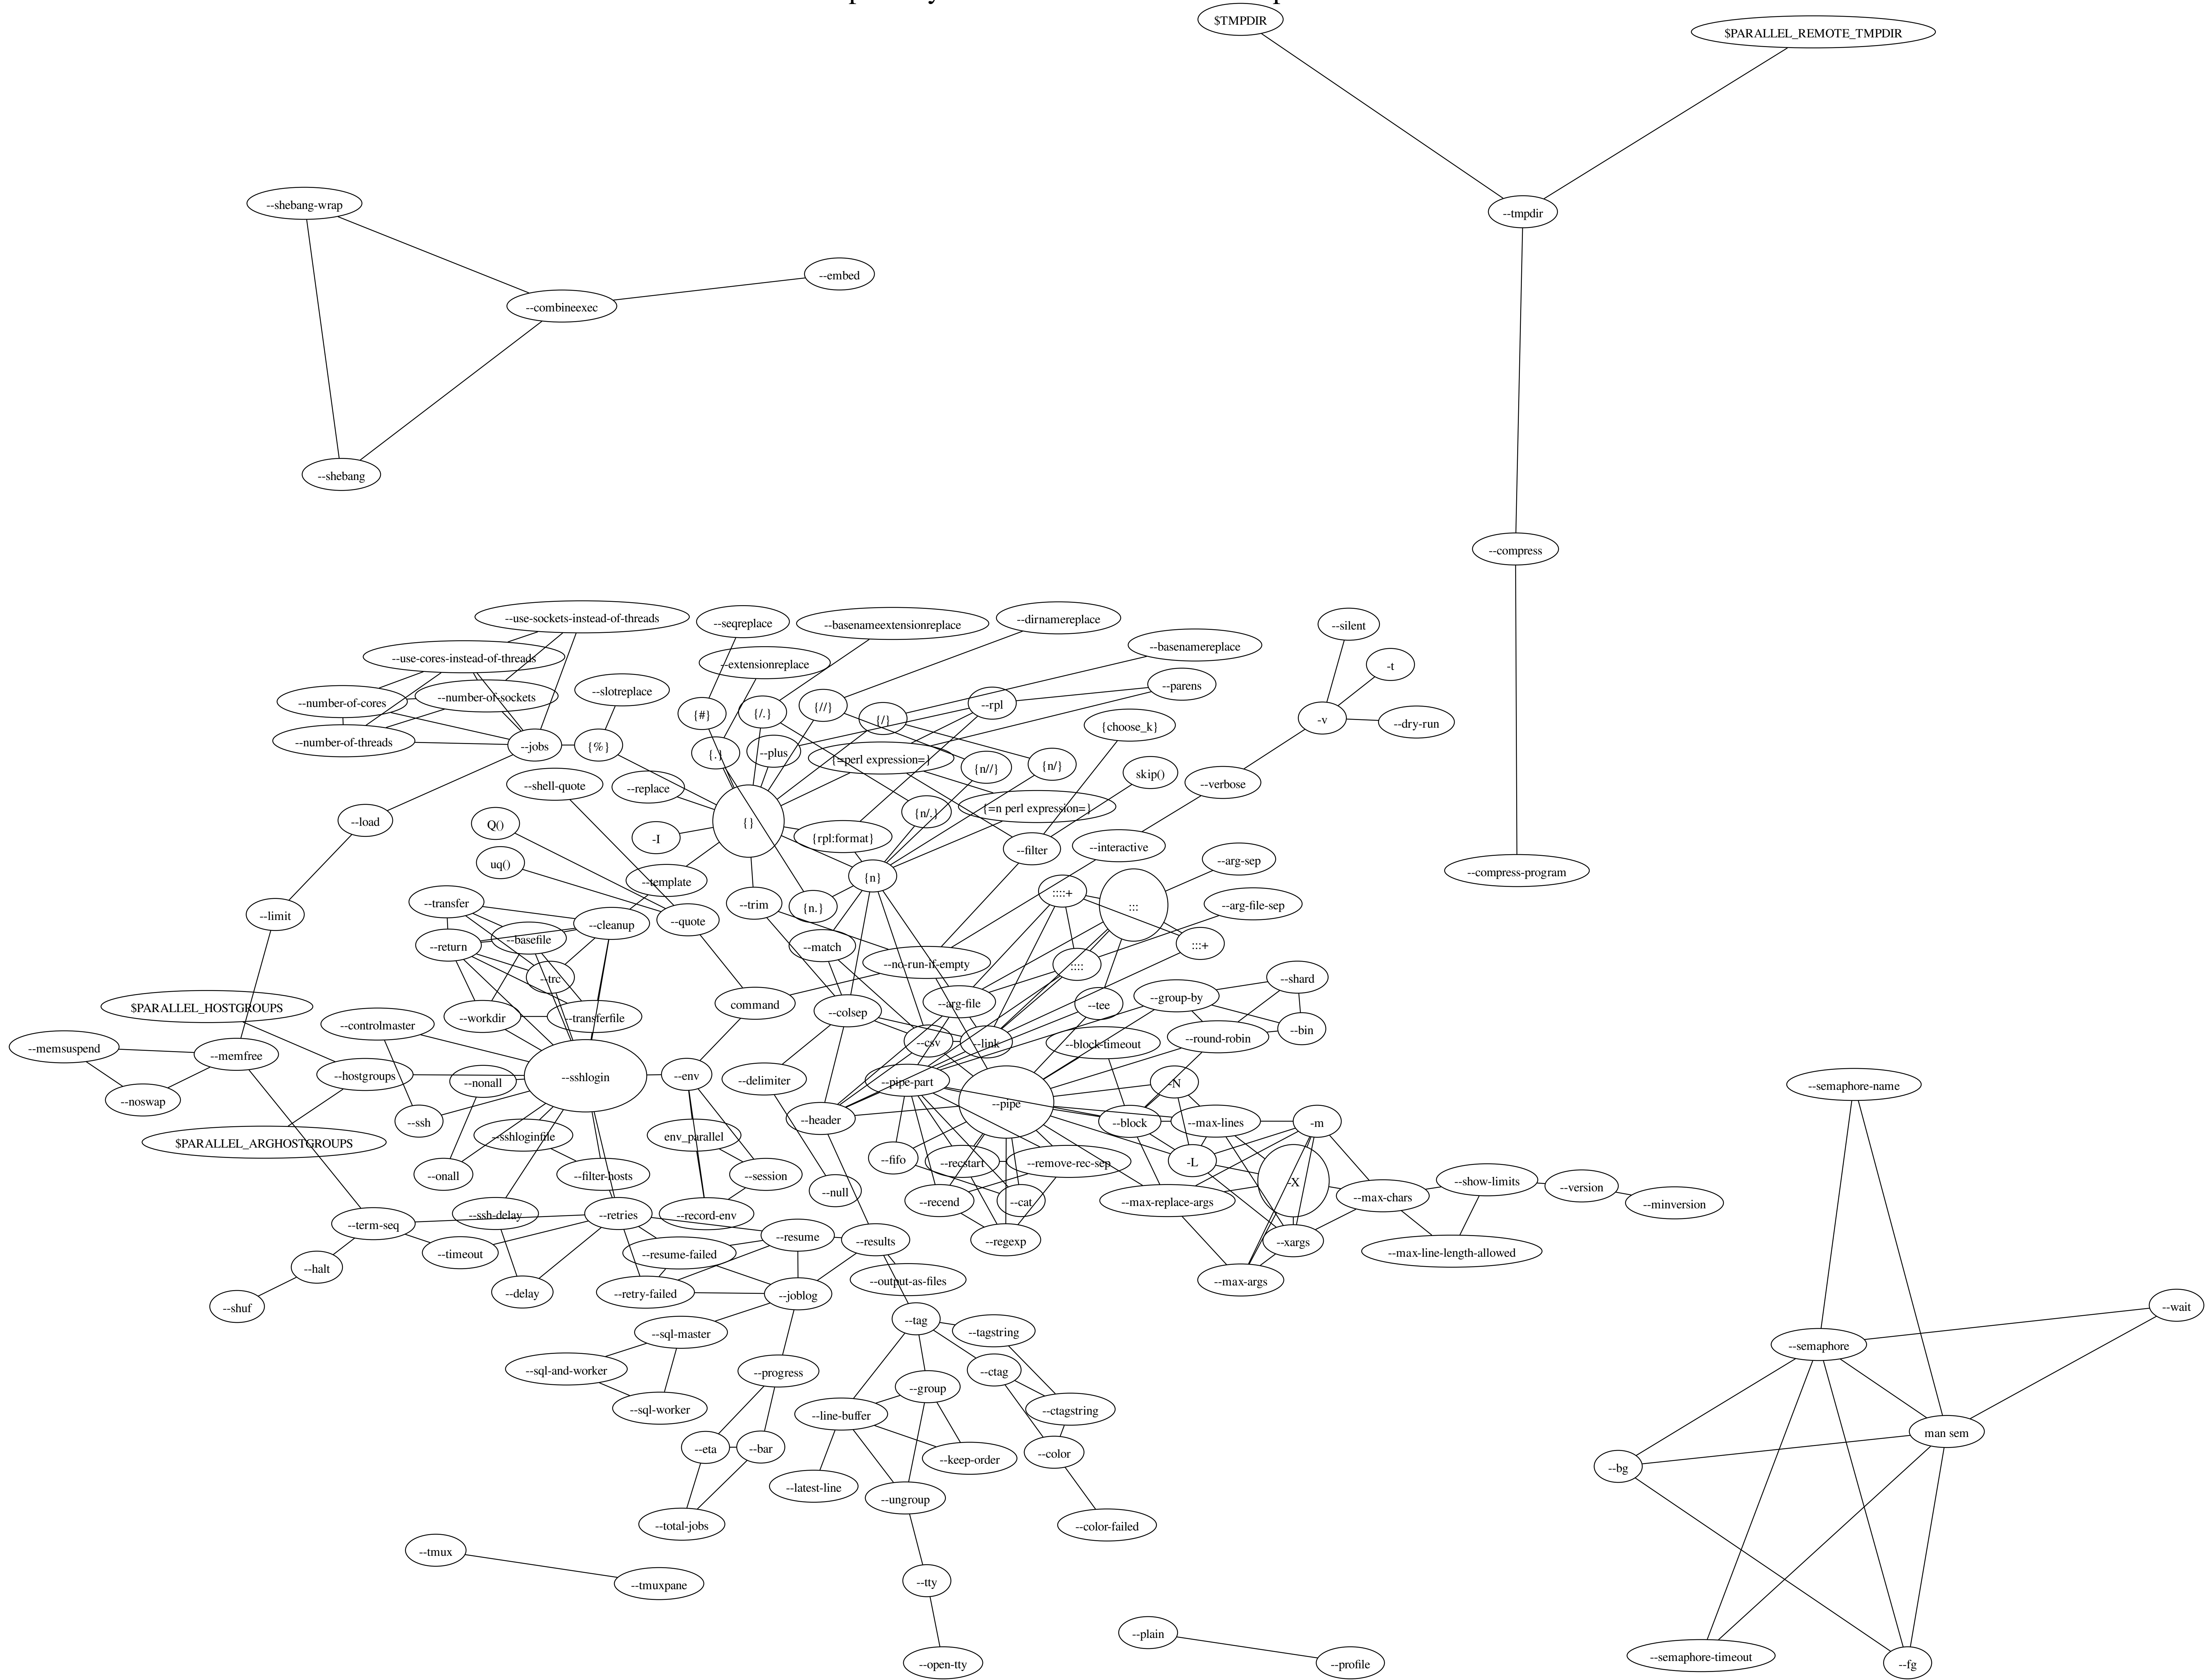 $TMPDIR
$PARALLEL_REMOTE_TMPDIR
--shebang-wrap
--tmpdir
--embed
--combineexec
--shebang
--compress
--use-sockets-instead-of-threads
--seqreplace
--basenameextensionreplace
--dirnamereplace
--silent
--basenamereplace
--use-cores-instead-of-threads
--extensionreplace
-t
--parens
--slotreplace
--number-of-sockets
--number-of-cores
--rpl
{//}
{/.}
{#}
{/}
-v
--dry-run
{choose_k}
--number-of-threads
--jobs
{%}
{.}
--plus
{=perl expression=}
{n/}
{n//}
skip()
--verbose
--shell-quote
--replace
{=n perl expression=}
{n/.}
--load
{}
Q()
-I
{rpl:format}
--interactive
--filter
--arg-sep
uq()
--compress-program
{n}
--template
::::+
--transfer
--trim
{n.}
:::
--arg-file-sep
--limit
--quote
--cleanup
--basefile
--return
--match
:::+
--no-run-if-empty
::::
--trc
--shard
--group-by
$PARALLEL_HOSTGROUPS
command
--arg-file
--tee
--colsep
--workdir
--transferfile
--controlmaster
--bin
--round-robin
--csv
--link
--block-timeout
--memsuspend
--memfree
--hostgroups
--sshlogin
--env
--delimiter
--pipe-part
--nonall
-N
--semaphore-name
--noswap
--pipe
--header
--ssh
--block
--max-lines
-m
$PARALLEL_ARGHOSTGROUPS
--sshloginfile
env_parallel
--fifo
--recstart
--remove-rec-sep
-L
--onall
--filter-hosts
--session
-X
--show-limits
--version
--null
--recend
--cat
--max-replace-args
--max-chars
--minversion
--ssh-delay
--retries
--record-env
--term-seq
--resume
--results
--regexp
--xargs
--timeout
--resume-failed
--max-line-length-allowed
--halt
--output-as-files
--max-args
--delay
--retry-failed
--joblog
--shuf
--wait
--tag
--tagstring
--sql-master
--semaphore
--sql-and-worker
--progress
--ctag
--group
--sql-worker
--line-buffer
--ctagstring
man sem
--eta
--bar
--color
--keep-order
--bg
--latest-line
--ungroup
--total-jobs
--color-failed
--tmux
--tmuxpane
--tty
--plain
--semaphore-timeout
--open-tty
--profile
--fg